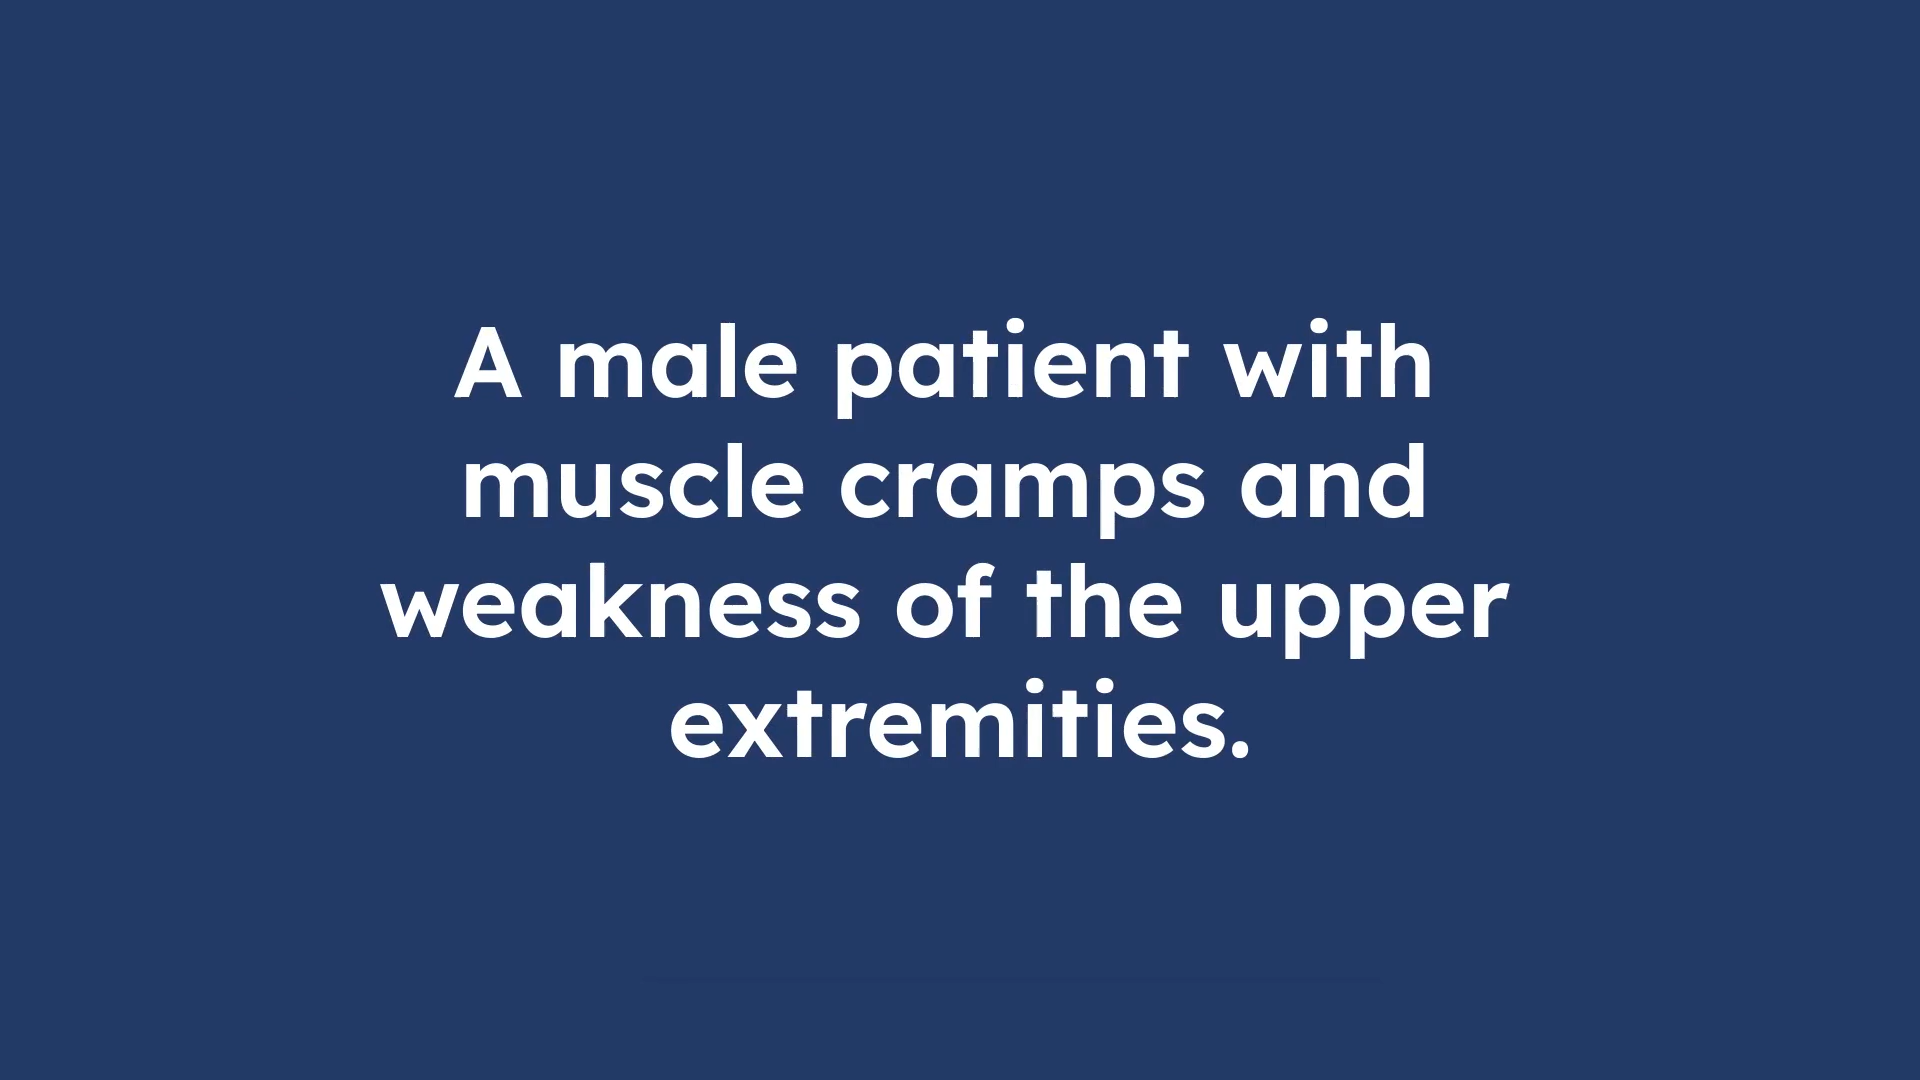 A male patient with
muscle cramps and
weakness of the upper
extremities.